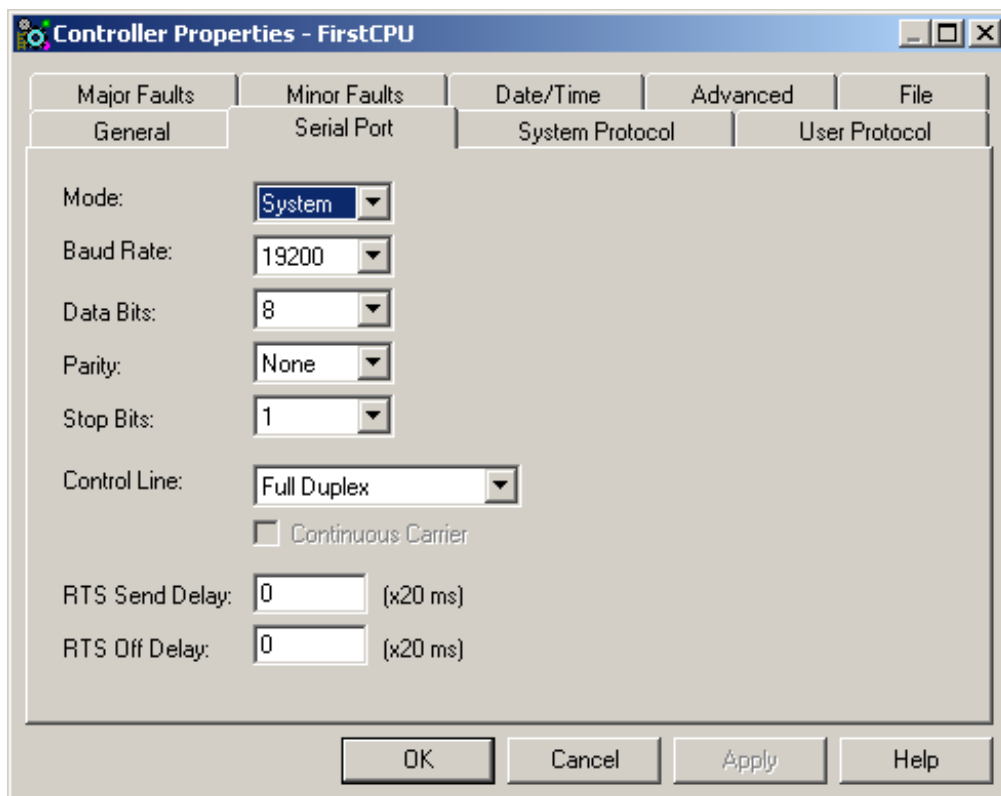 Controller Properties - FirstCPU
Major Faults Minor Faults Date/Time Advanced File
General Serial Port System Protocol User Protocol
Mode: System
Baud Rate: 19200
Data Bits: 8
Parity: None
Stop Bits: 1
Control Line: Full Duplex
Continuous Carrier
RTS Send Delay: 0 (x20 ms)
RTS Off Delay: 0 (x20 ms)
OK Cancel Apply Help